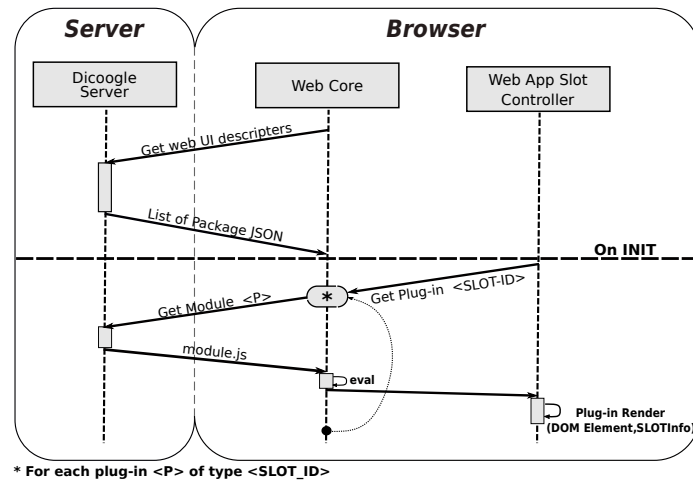 Server
Browser
Dicoogle
Server
Web Core
Web App Slot
Controller
Get web UI descripters
List of Package JSON
On INIT
Get Plug-in <SLOT-ID>
*
Get Module <P>
module.js
eval
Plug-in Render
(DOM Element,SLOTInfo)
* For each plug-in <P> of type <SLOT_ID>